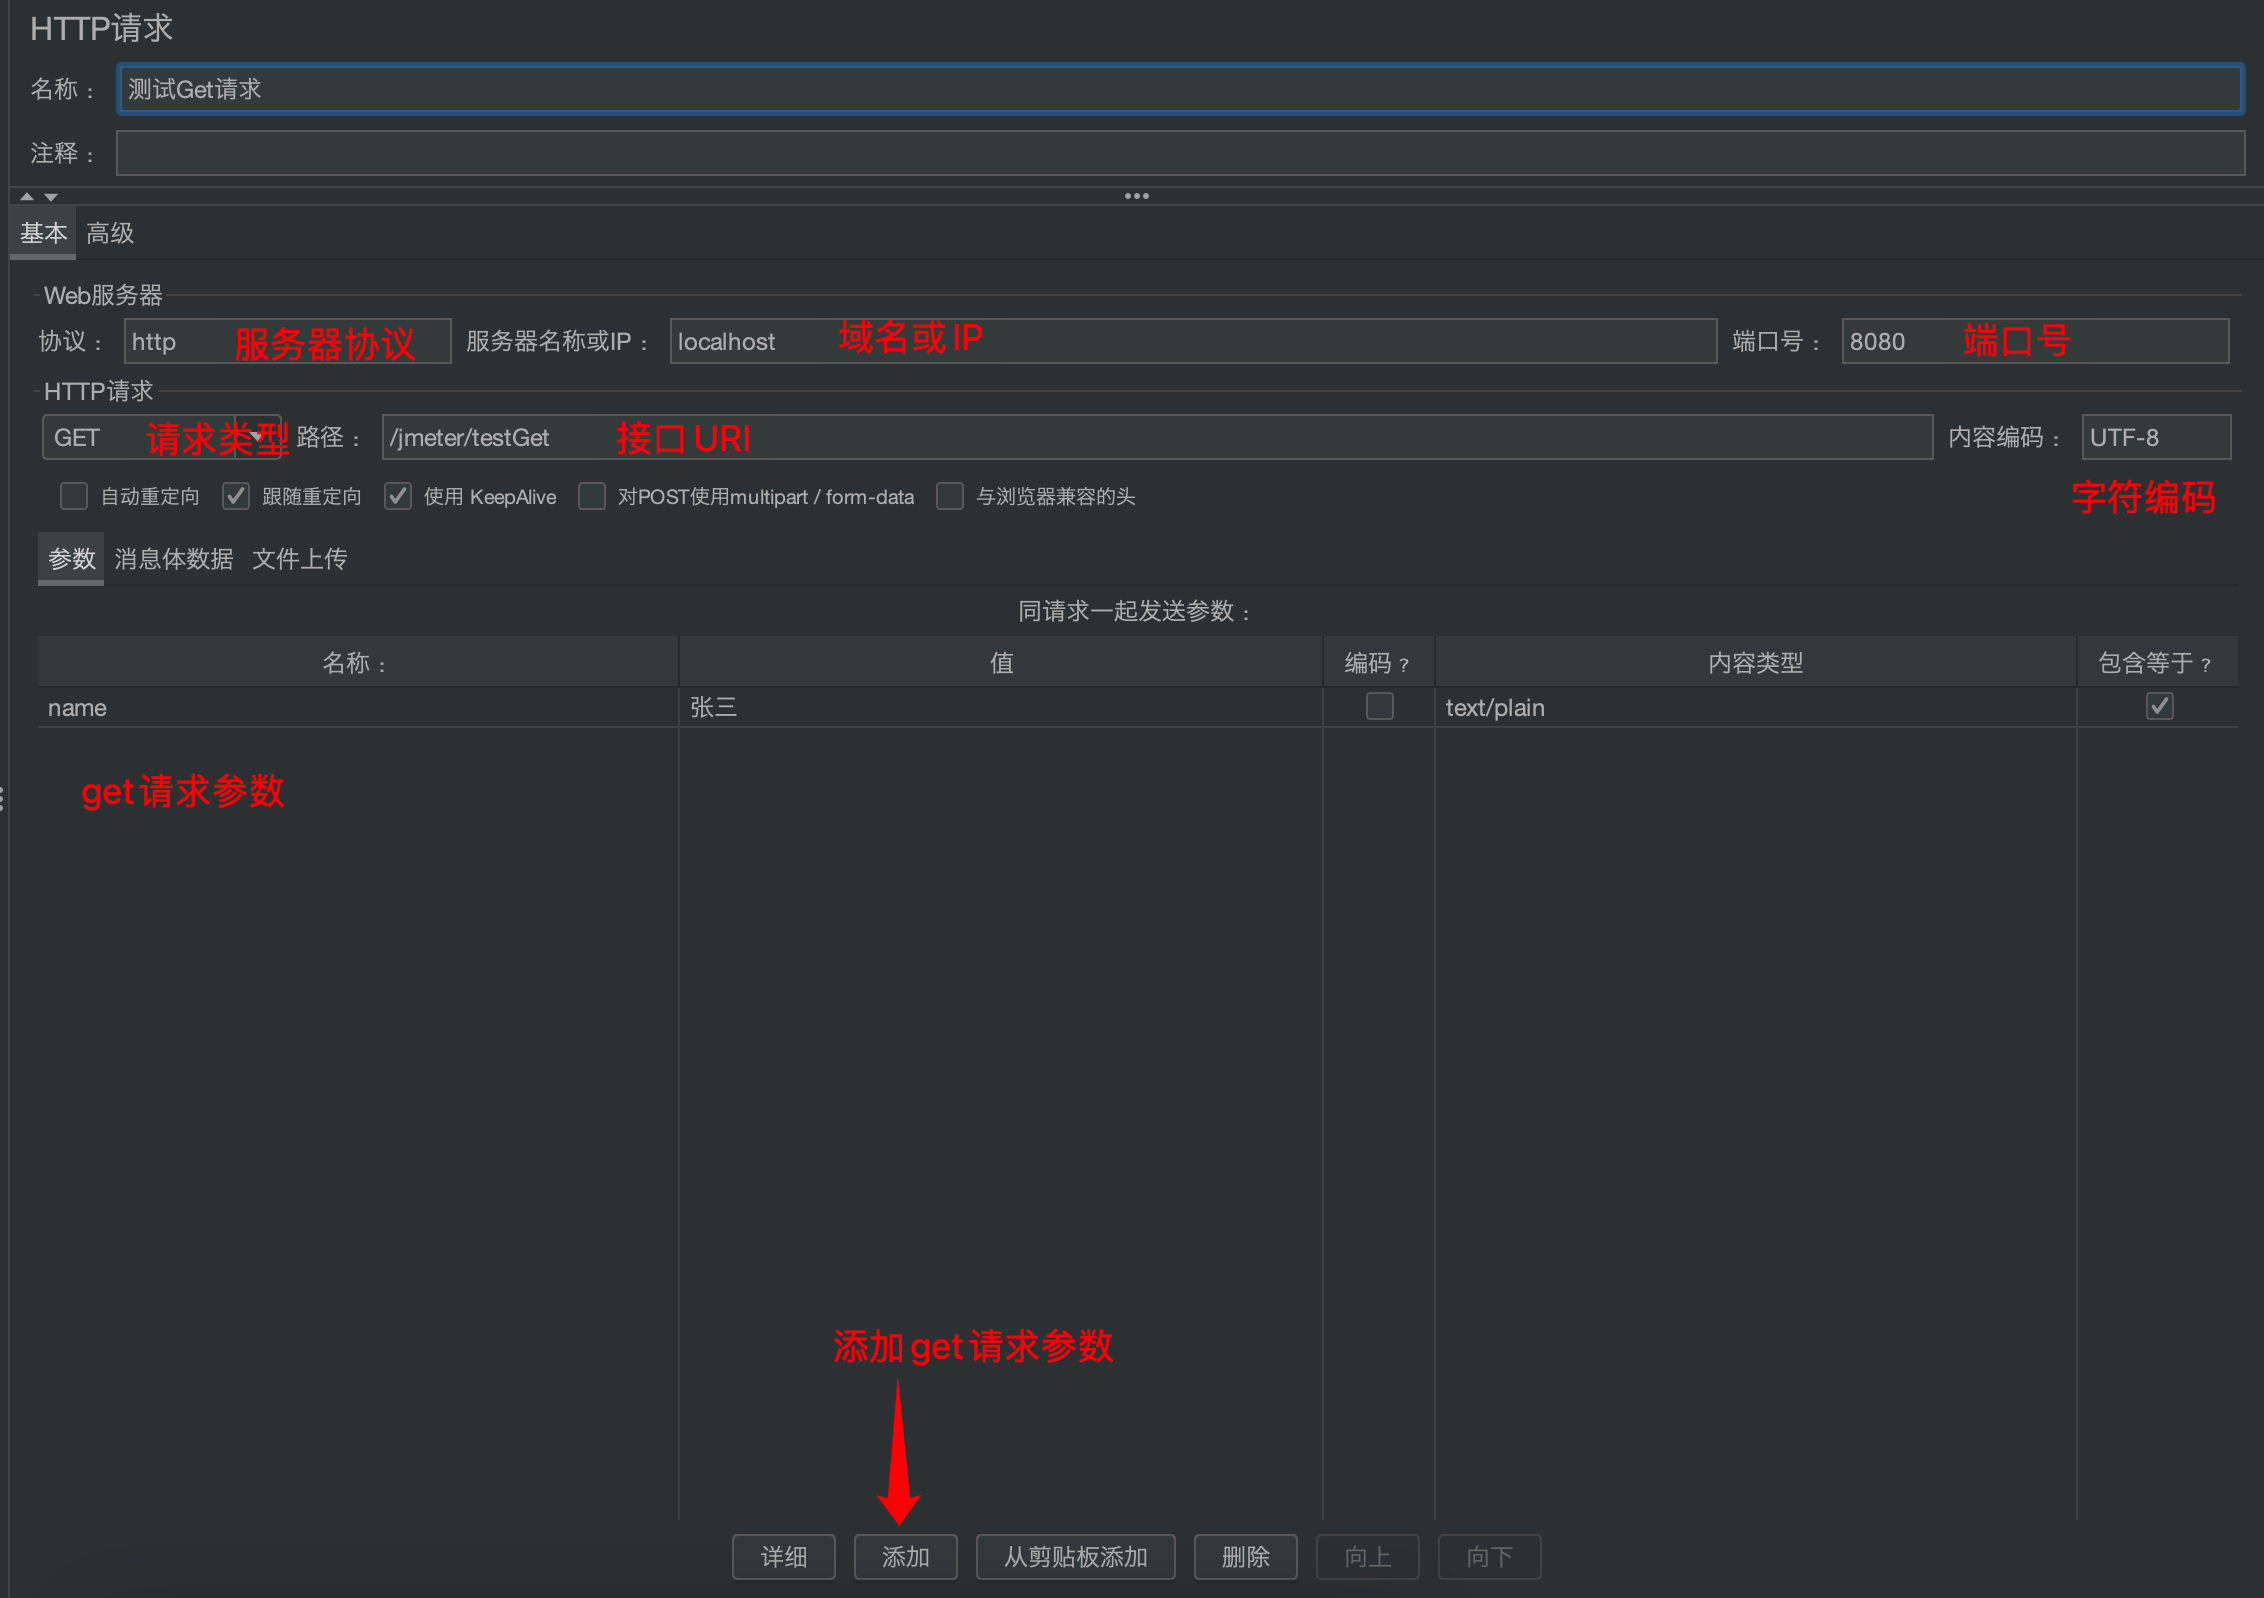 HTTP请求
名称： 测试Get请求
注释：
基本 高级
Web服务器
协议： http 服务器协议 服务器名称或IP： localhost 域名或IP 端口号： 8080 端口号
HTTP请求
GET 请求类型 路径： /jmeter/testGet 接口URI 内容编码： UTF-8
自动重定向 跟随重定向 使用 KeepAlive 对POST使用multipart / form-data 与浏览器兼容的头
字符编码
参数 消息体数据 文件上传
同请求一起发送参数：
名称： 值 编码？ 内容类型 包含等于？
name 张三 text/plain
get请求参数
添加get请求参数
详细 添加 从剪贴板添加 删除 向上 向下